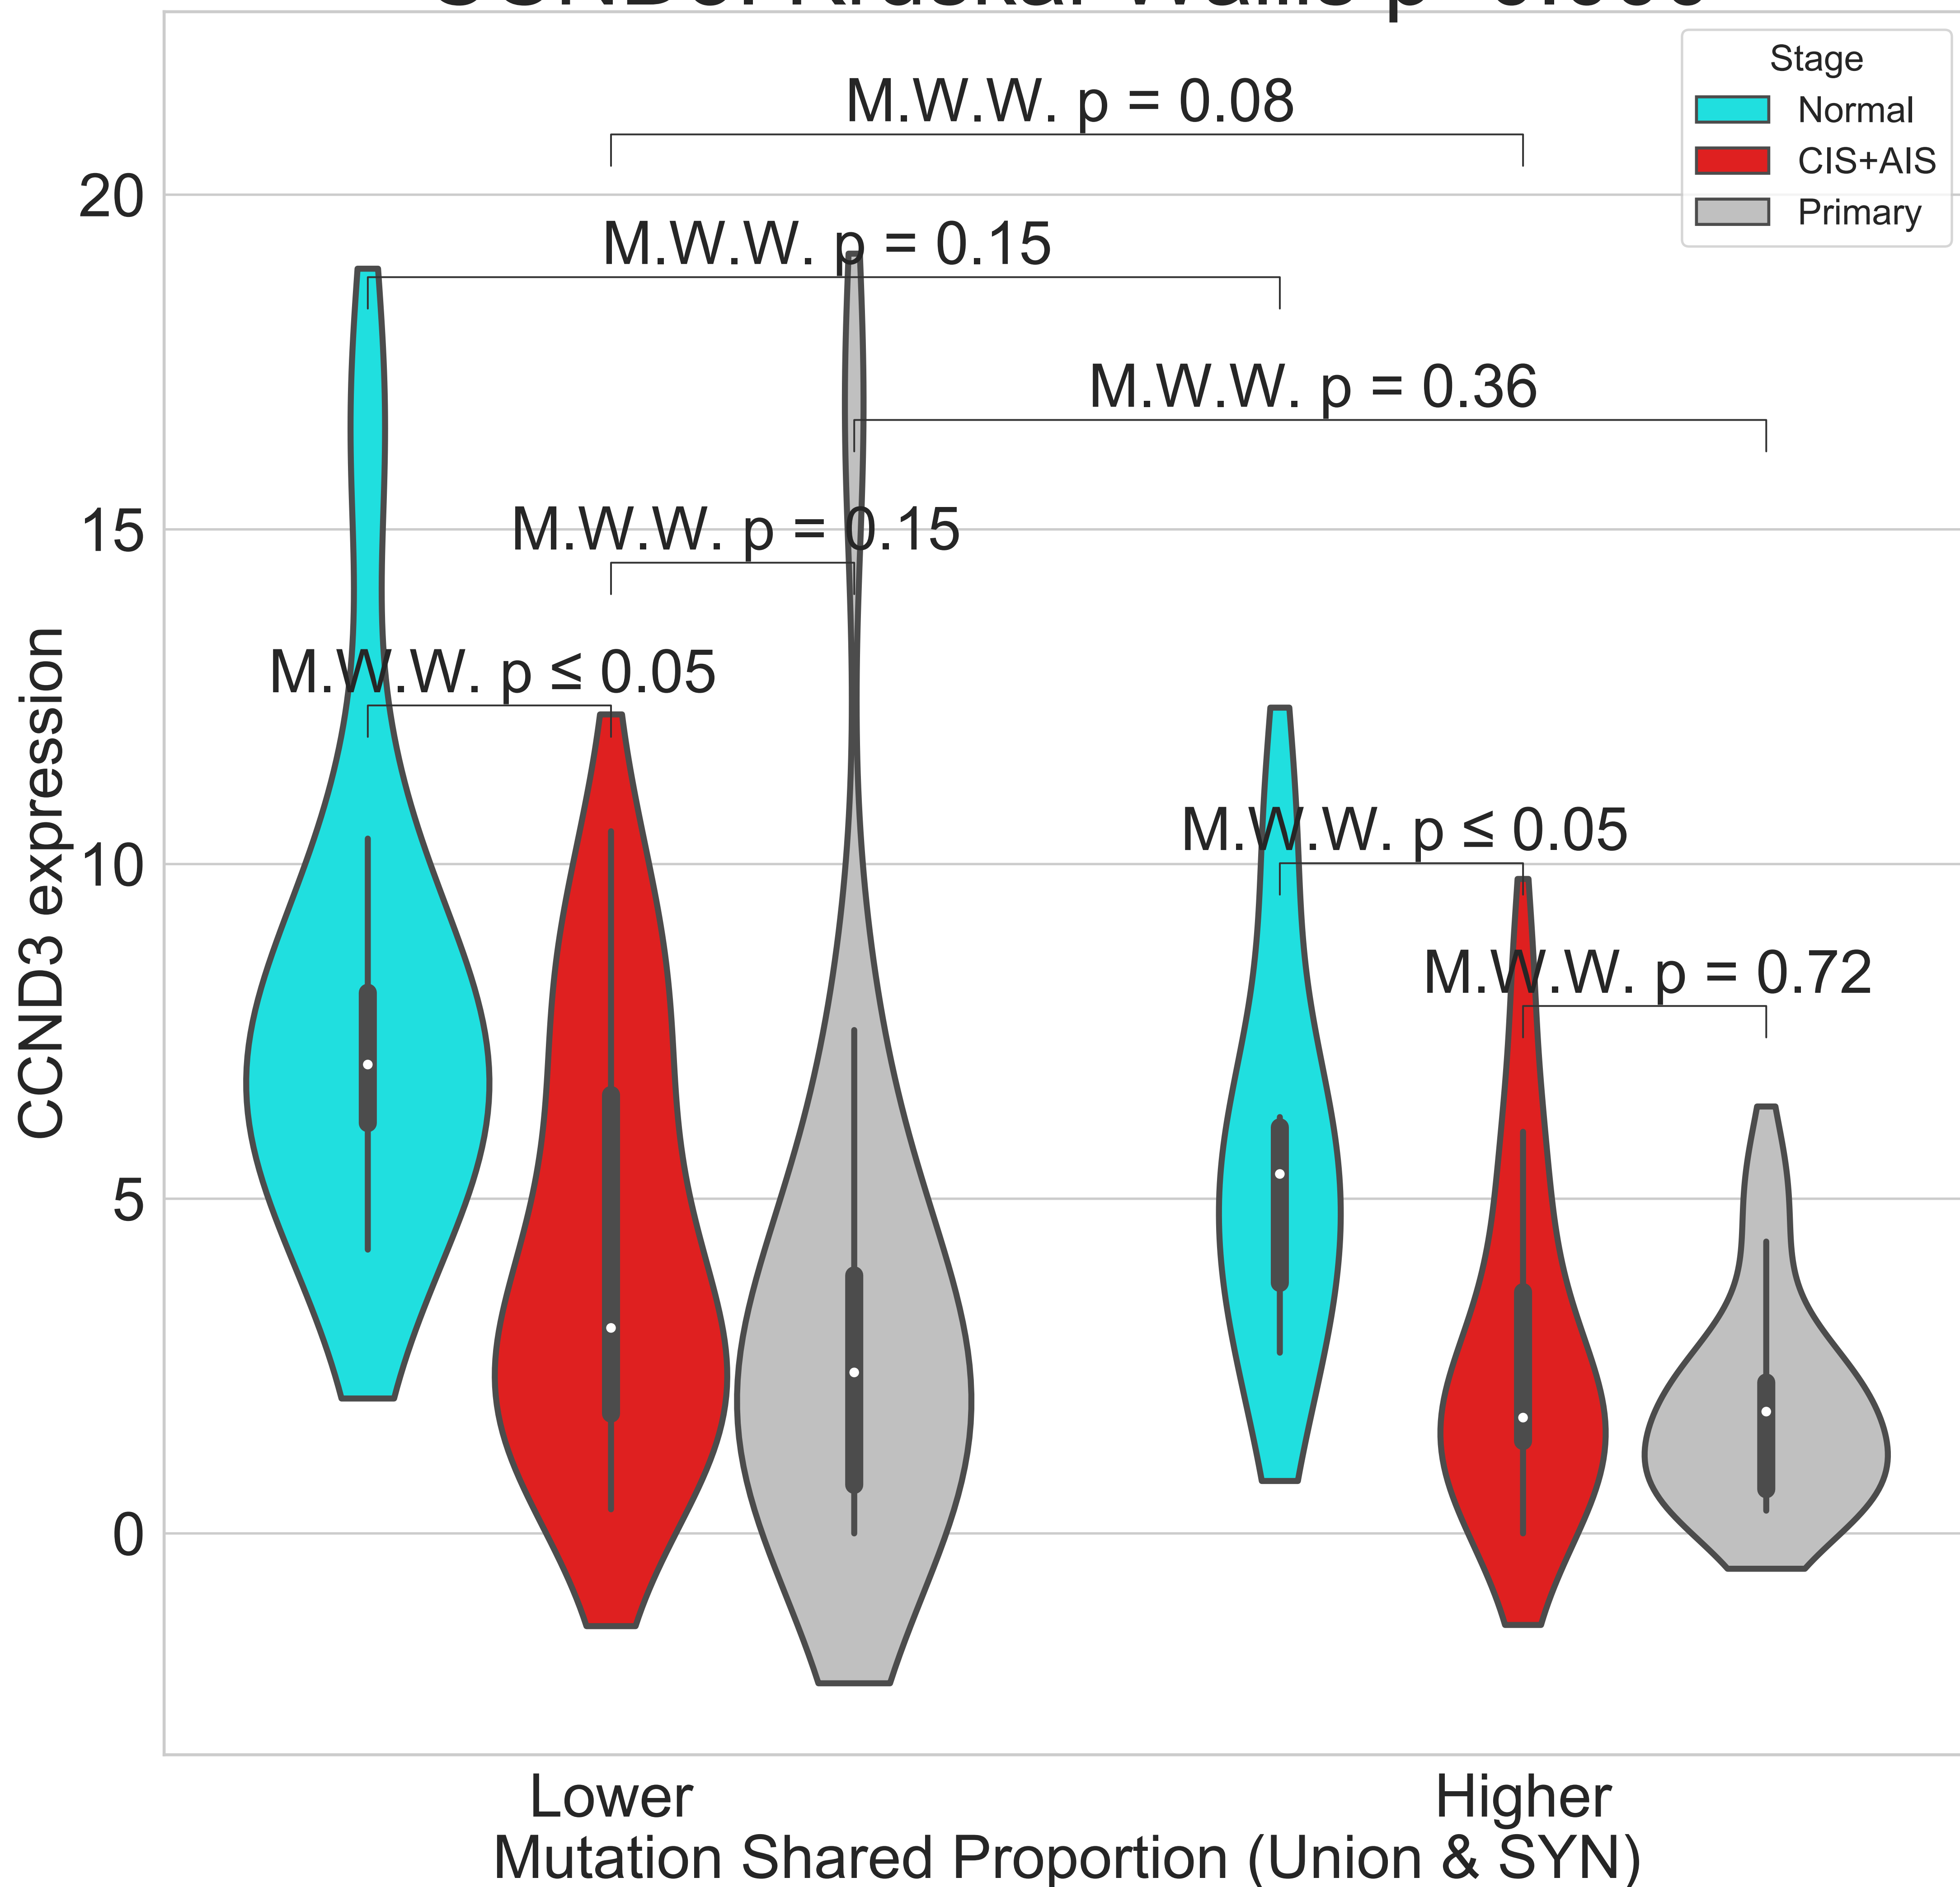 Stage
Normal
CIS+AIS
Primary
M.W.W. p = 0.08
20
M.W.W. p = 0.15
M.W.W. p = 0.36
15
M.W.W. p = 0.15
M.W.W. p ≤ 0.05
M.W.W. p ≤ 0.05
10
M.W.W. p = 0.72
CCND3 expression
5
0
Lower
Higher
Mutation Shared Proportion (Union & SYN)